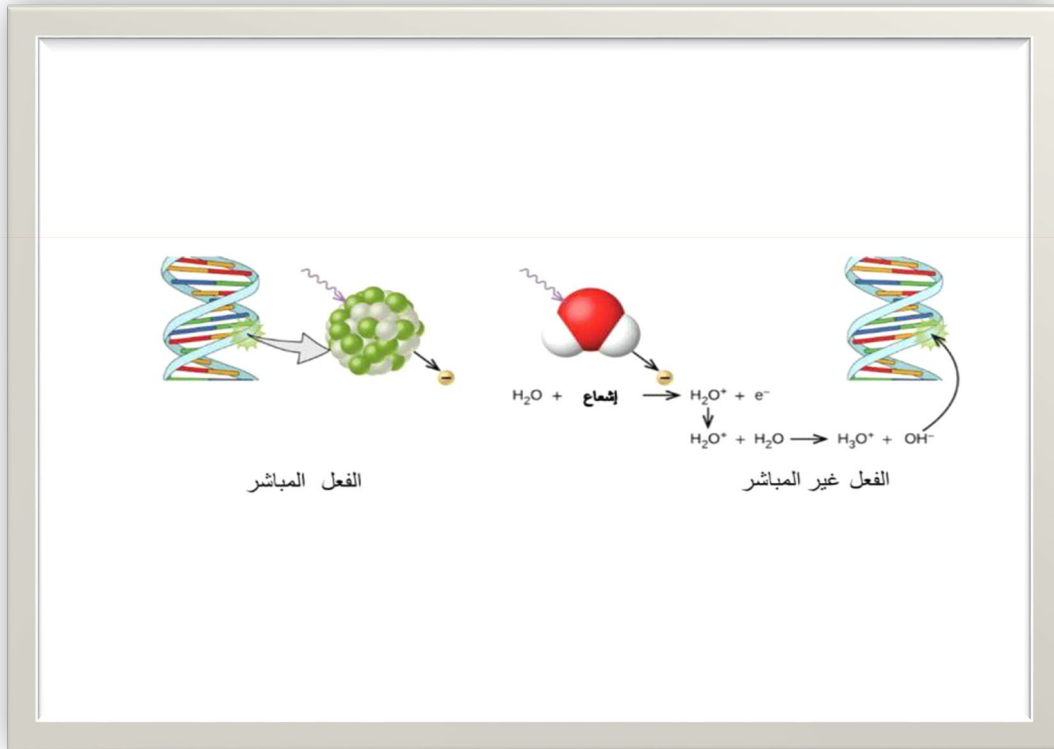 H₂O + إشعاع → H₂O⁺ + e⁻
H₂O⁺ + H₂O → H₃O⁺ + OH⁻
الفعل المباشر
الفعل غير المباشر